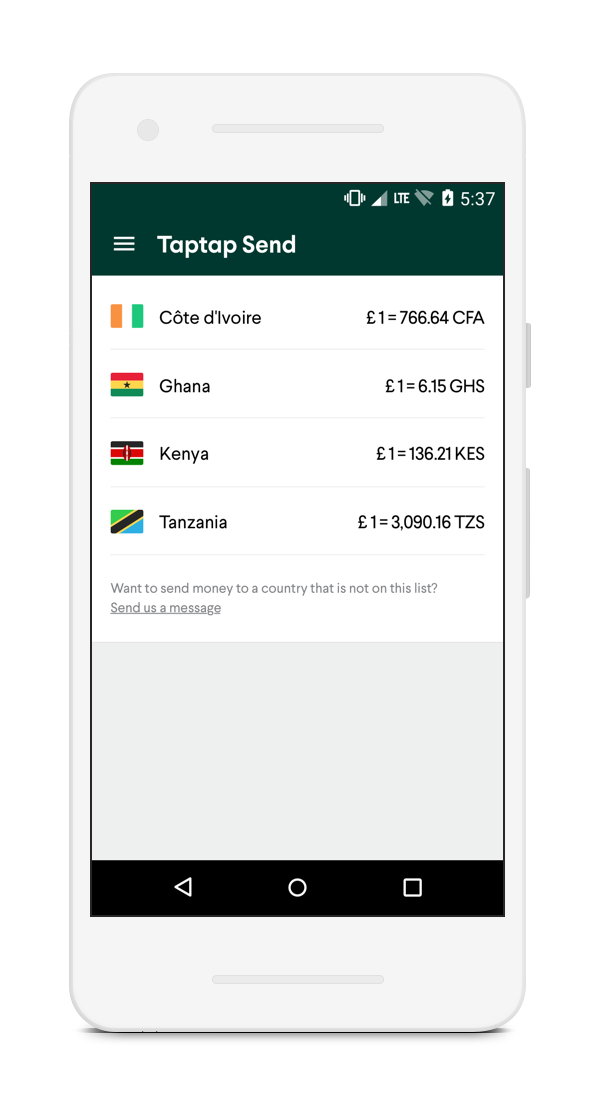 LTE 5:37
Taptap Send
Côte d'Ivoire £1 = 766.64 CFA
Ghana £1 = 6.15 GHS
Kenya £1 = 136.21 KES
Tanzania £1 = 3,090.16 TZS
Want to send money to a country that is not on this list?
Send us a message